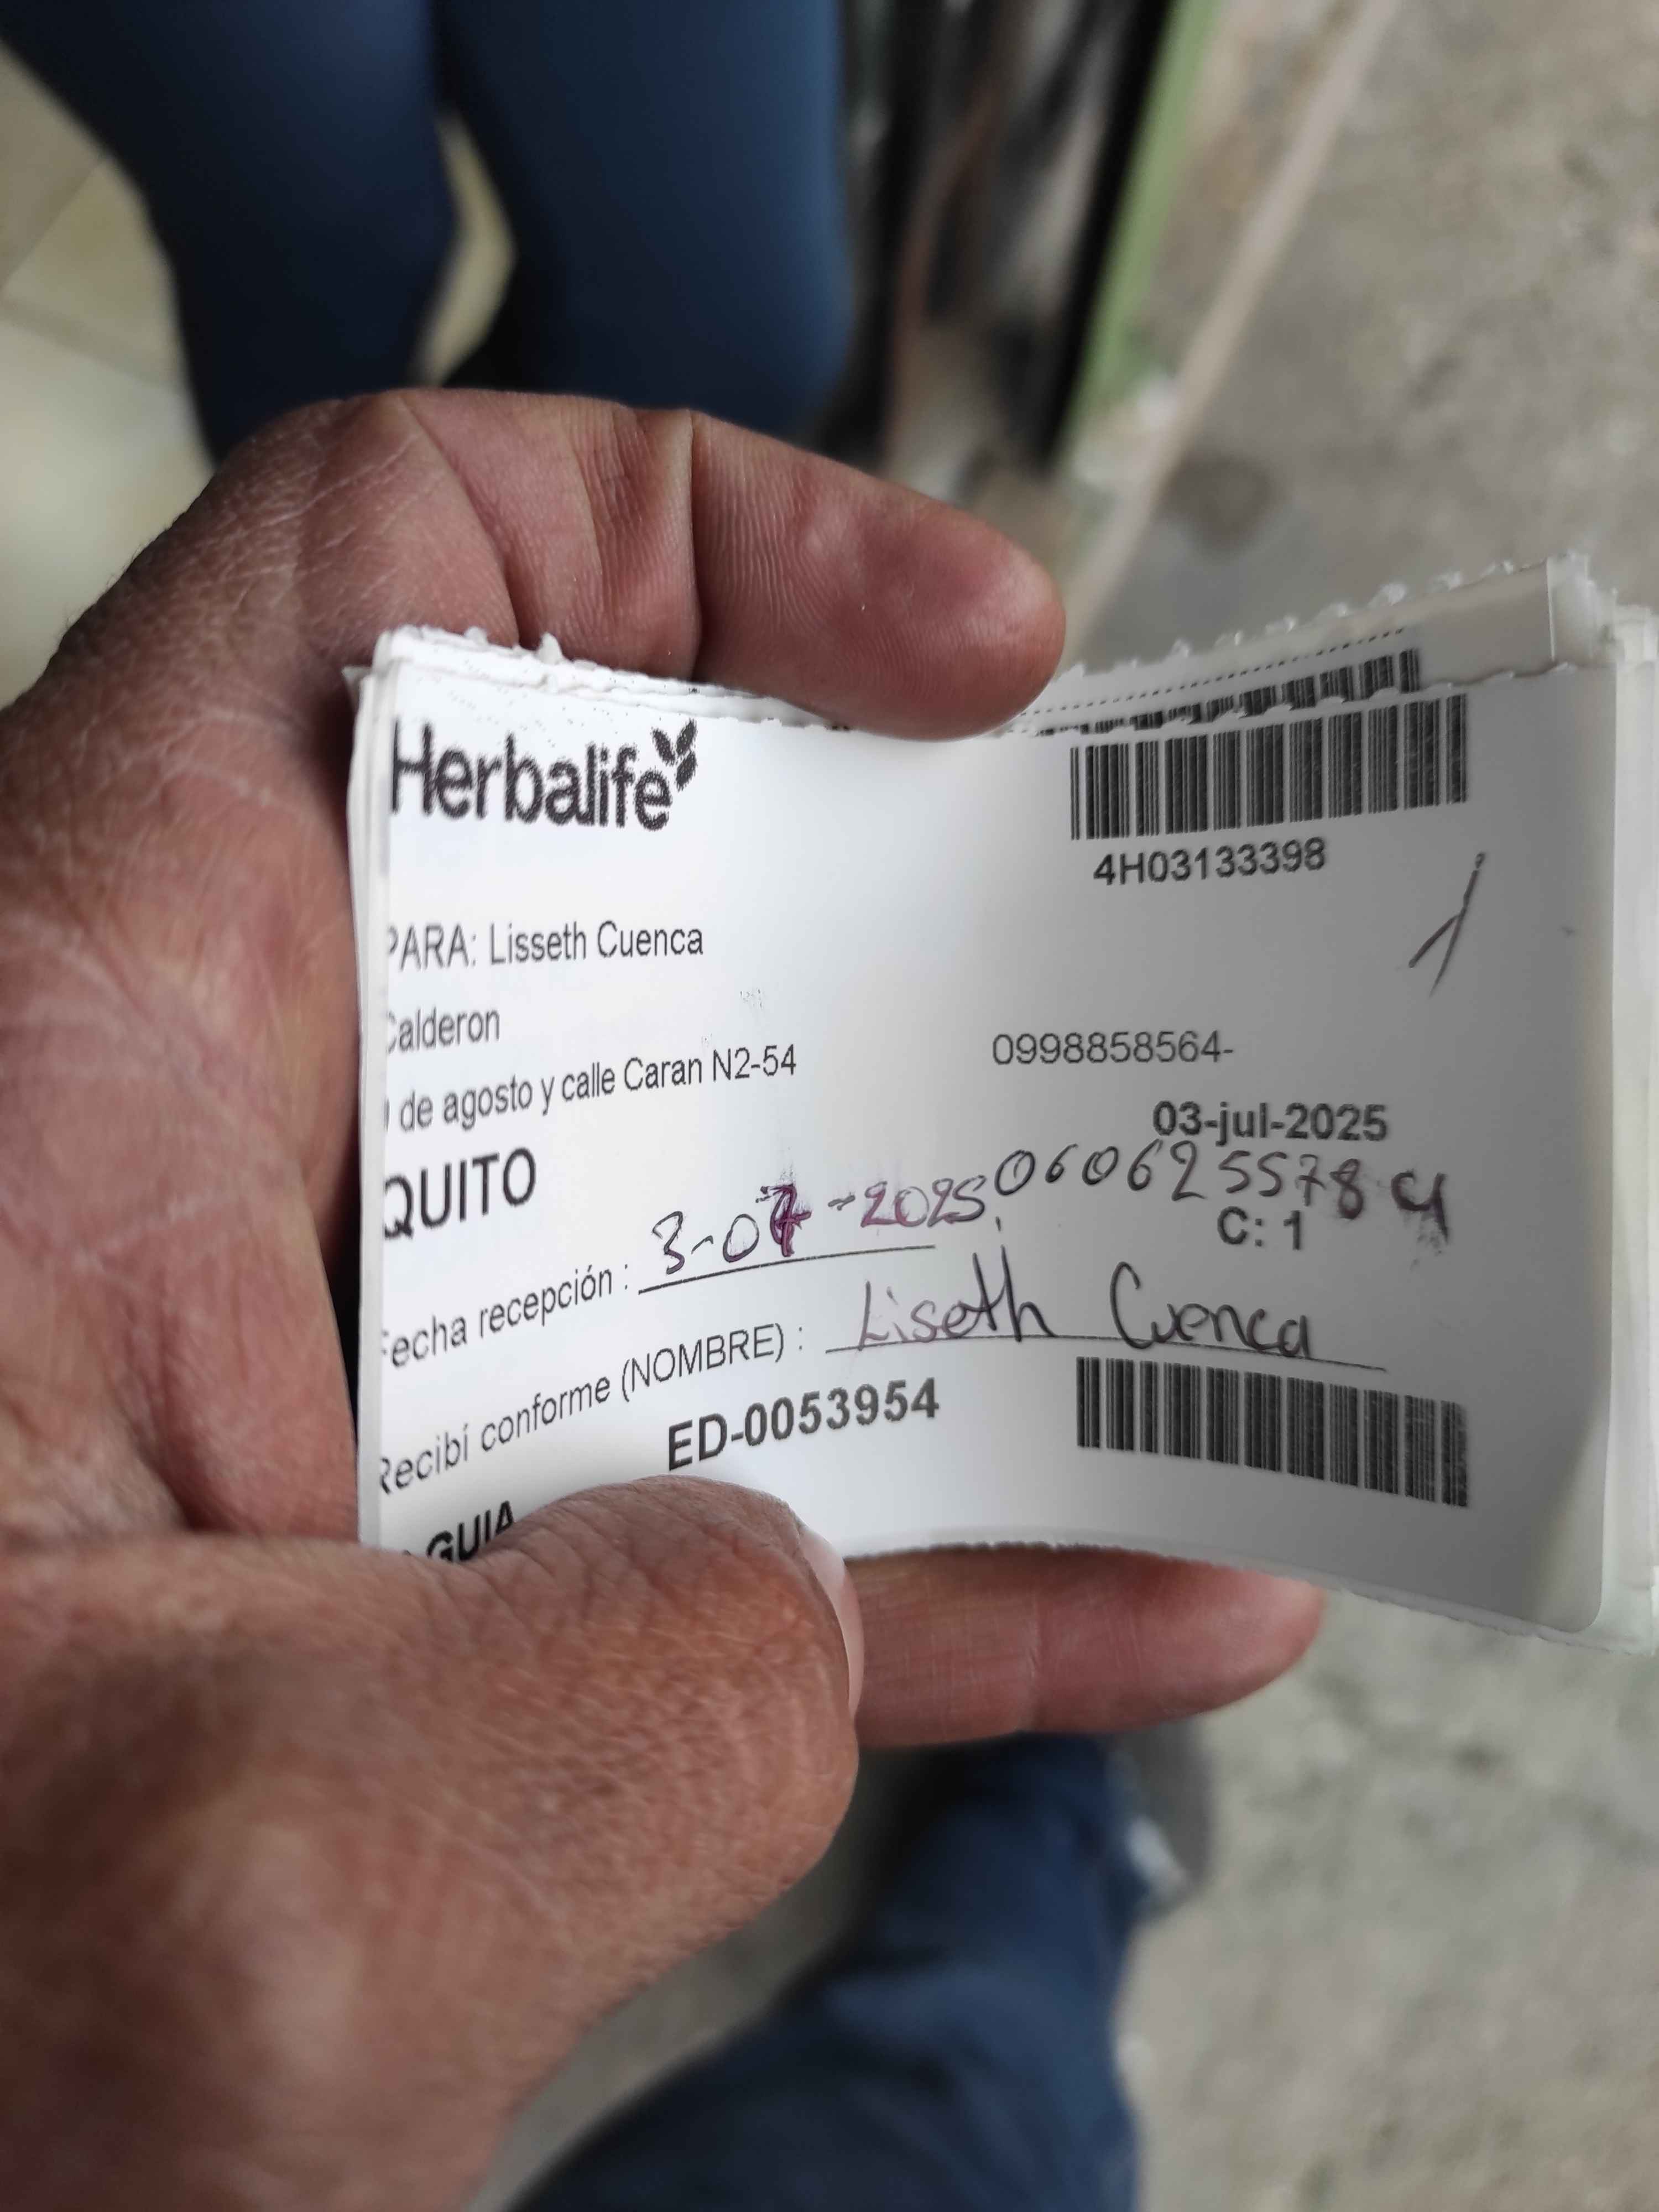 Herbalife
4H03133398
1
PARA: Lisseth Cuenca
Calderon
0998858564-
de agosto y calle Caran N2-54
03-jul-2025
QUITO
0606255784
C: 1
Fecha recepción : 3-07-2025
Recibí conforme (NOMBRE) : Liseth Cuenca
ED-0053954
GUIA